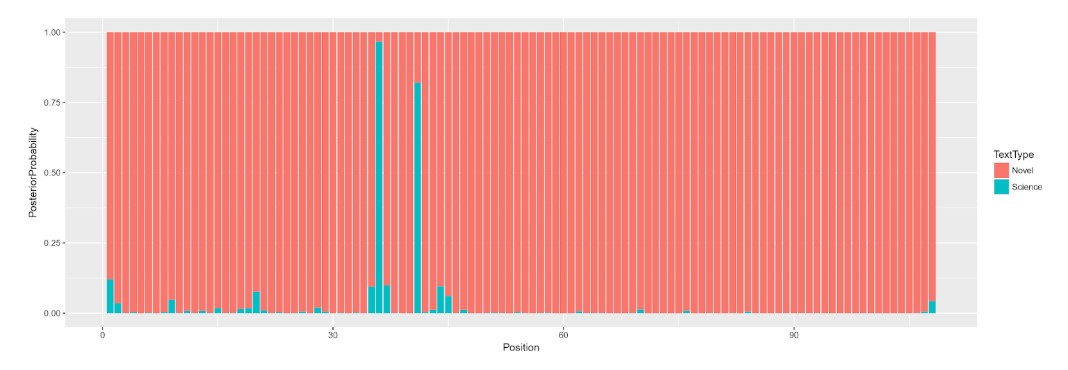 1.00
0.75
0.50
0.25
0.00
PosteriorProbability
0 30 60 90
Position
TextType
Novel
Science